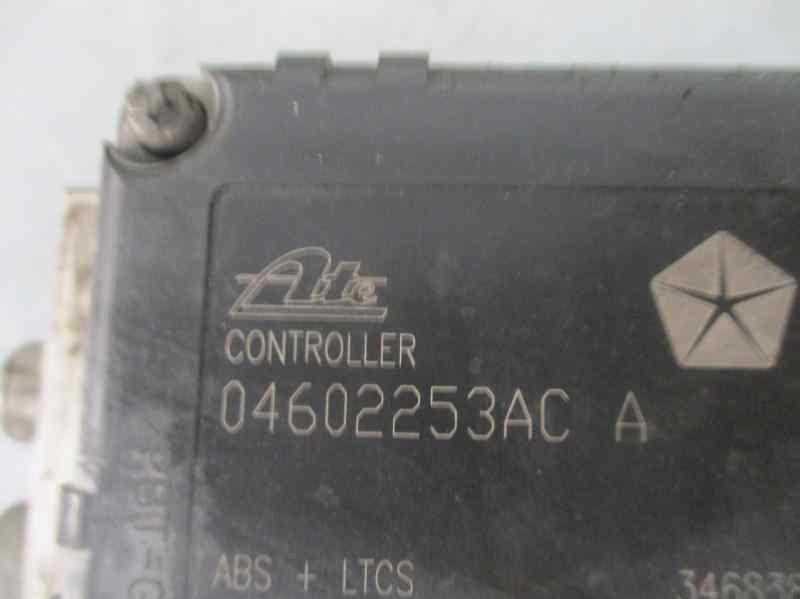 Ate
CONTROLLER
04602253AC A
ABS + LTCS